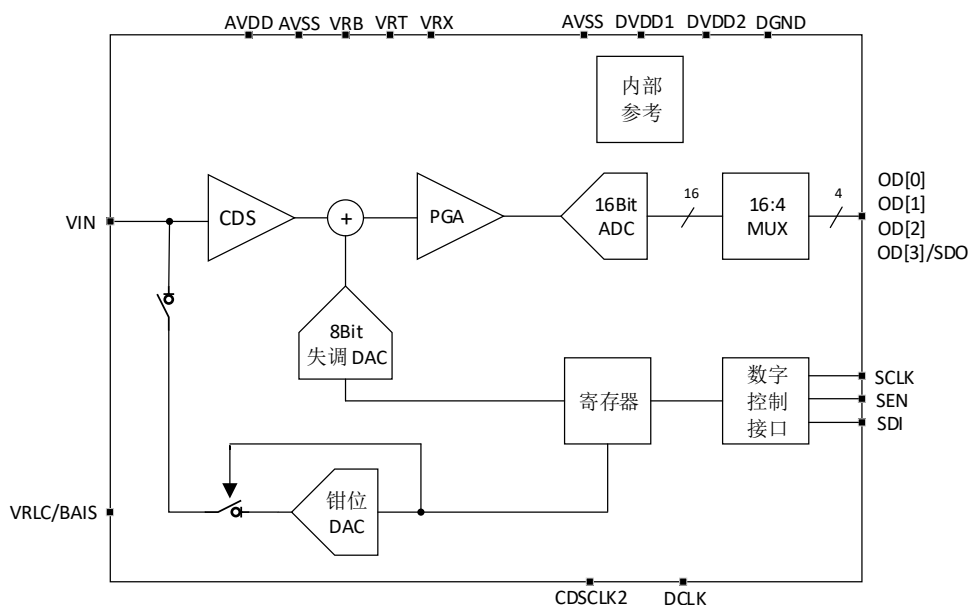 AVDD
AVSS
VRB
VRT
VRX
AVSS
DVDD1
DVDD2
DGND
内部
参考
VIN
CDS
+
PGA
16Bit
ADC
16
16:4
MUX
4
OD[0]
OD[1]
OD[2]
OD[3]/SDO
8Bit
失调 DAC
寄存器
数字
控制
接口
SCLK
SEN
SDI
VRLC/BAIS
钳位
DAC
CDSCLK2
DCLK